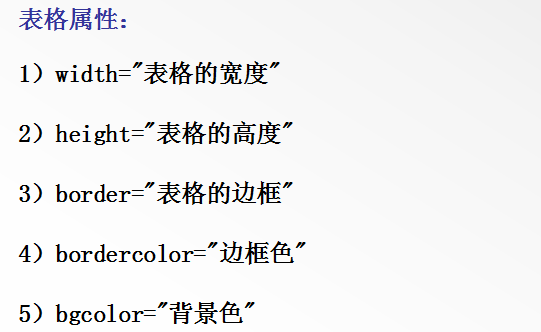 表格属性：
1）width="表格的宽度"
2）height="表格的高度"
3）border="表格的边框"
4）bordercolor="边框色"
5）bgcolor="背景色"